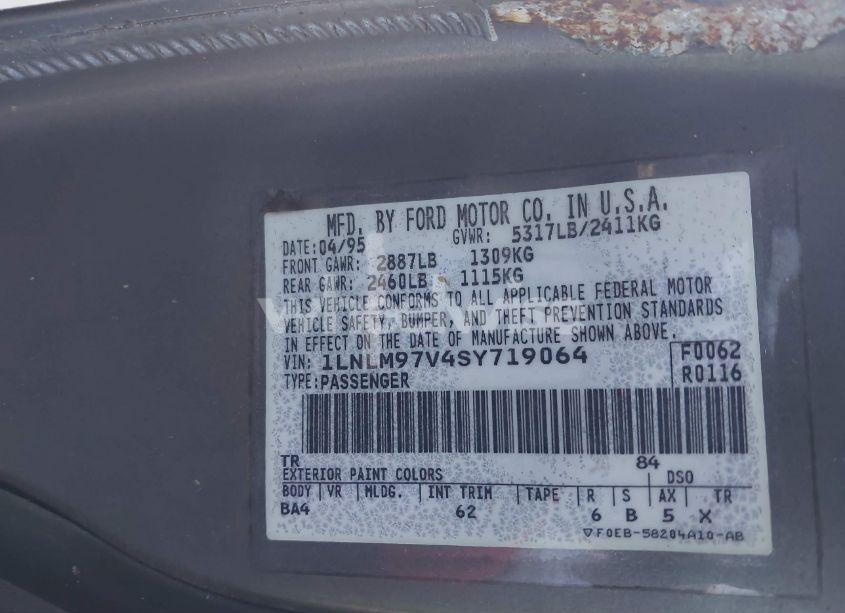 MFD. BY FORD MOTOR CO. IN U.S.A.
DATE:04/95 GVWR: 5317LB/2411KG
FRONT GAWR: 2887LB 1309KG
REAR GAWR: 2460LB 1115KG
THIS VEHICLE CONFORMS TO ALL APPLICABLE FEDERAL MOTOR
VEHICLE SAFETY, BUMPER, AND THEFT PREVENTION STANDARDS
IN EFFECT ON THE DATE OF MANUFACTURE SHOWN ABOVE.
VIN: 1LNLM97V4SY719064 F0062
TYPE:PASSENGER R0116
TR 84
EXTERIOR PAINT COLORS DSO
BODY VR MLDG. INT TRIM TAPE R S AX TR
BA4 62 6 B 5 X
▽F0EB-58204A10-AB